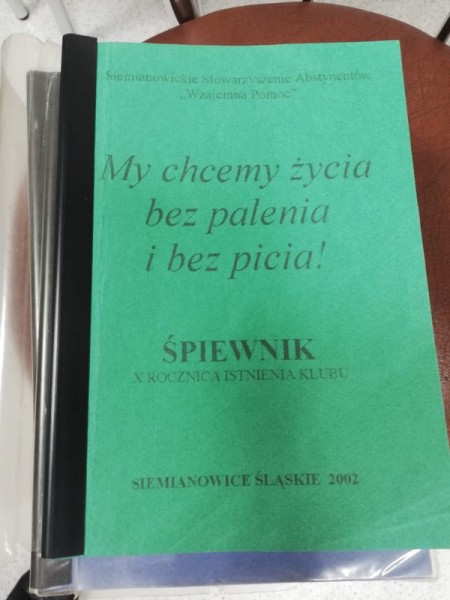 Siemianowickie Stowarzyszenie Abstynentów
„Wzajemna Pomoc"
My chcemy życia
bez palenia
i bez picia!
ŚPIEWNIK
X ROCZNICA ISTNIENIA KLUBU
SIEMIANOWICE ŚLĄSKIE 2002